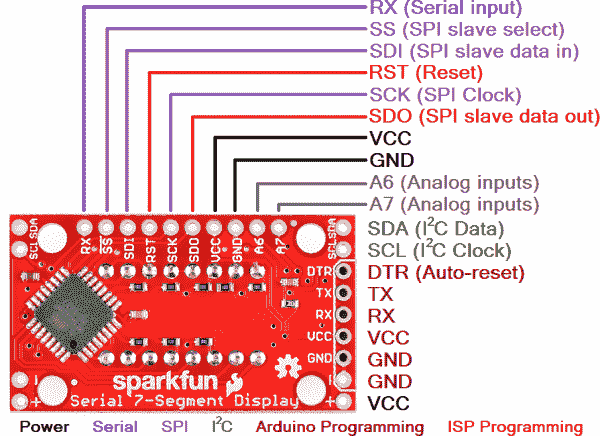 RX (Serial input)
SS (SPI slave select)
SDI (SPI slave data in)
RST (Reset)
SCK (SPI Clock)
SDO (SPI slave data out)
VCC
GND
A6 (Analog inputs)
A7 (Analog inputs)
SDA (I²C Data)
SCL (I²C Clock)
DTR (Auto-reset)
TX
RX
VCC
GND
GND
VCC
SCL SDA
RX
SS
SDI
RST
SCK
SDO
VCC
GND
A6
A7
SCL SDA
DTR
TX
RX
VCC
GND
-
+
-
+
sparkfun
Serial 7-Segment Display
Power Serial SPI I²C Arduino Programming ISP Programming